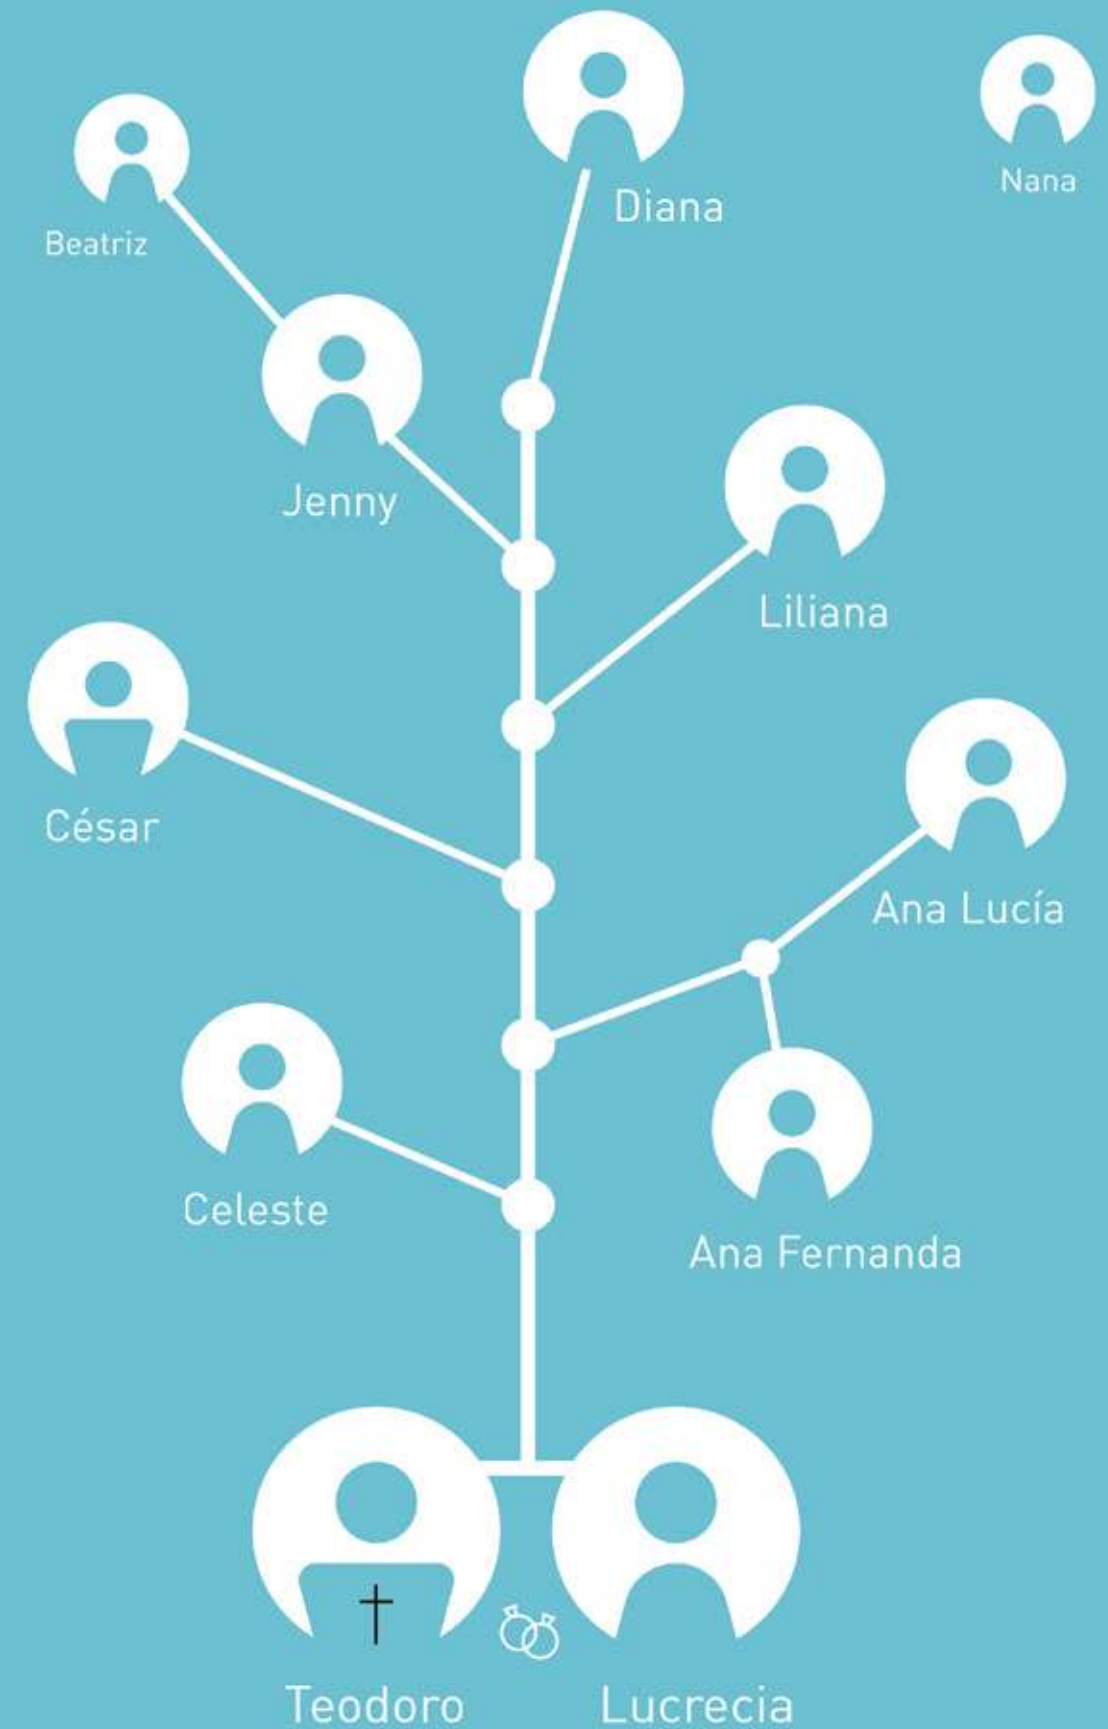 Nana
Diana
Beatriz
Jenny
Liliana
César
Ana Lucía
Celeste
Ana Fernanda
Teodoro
Lucrecia